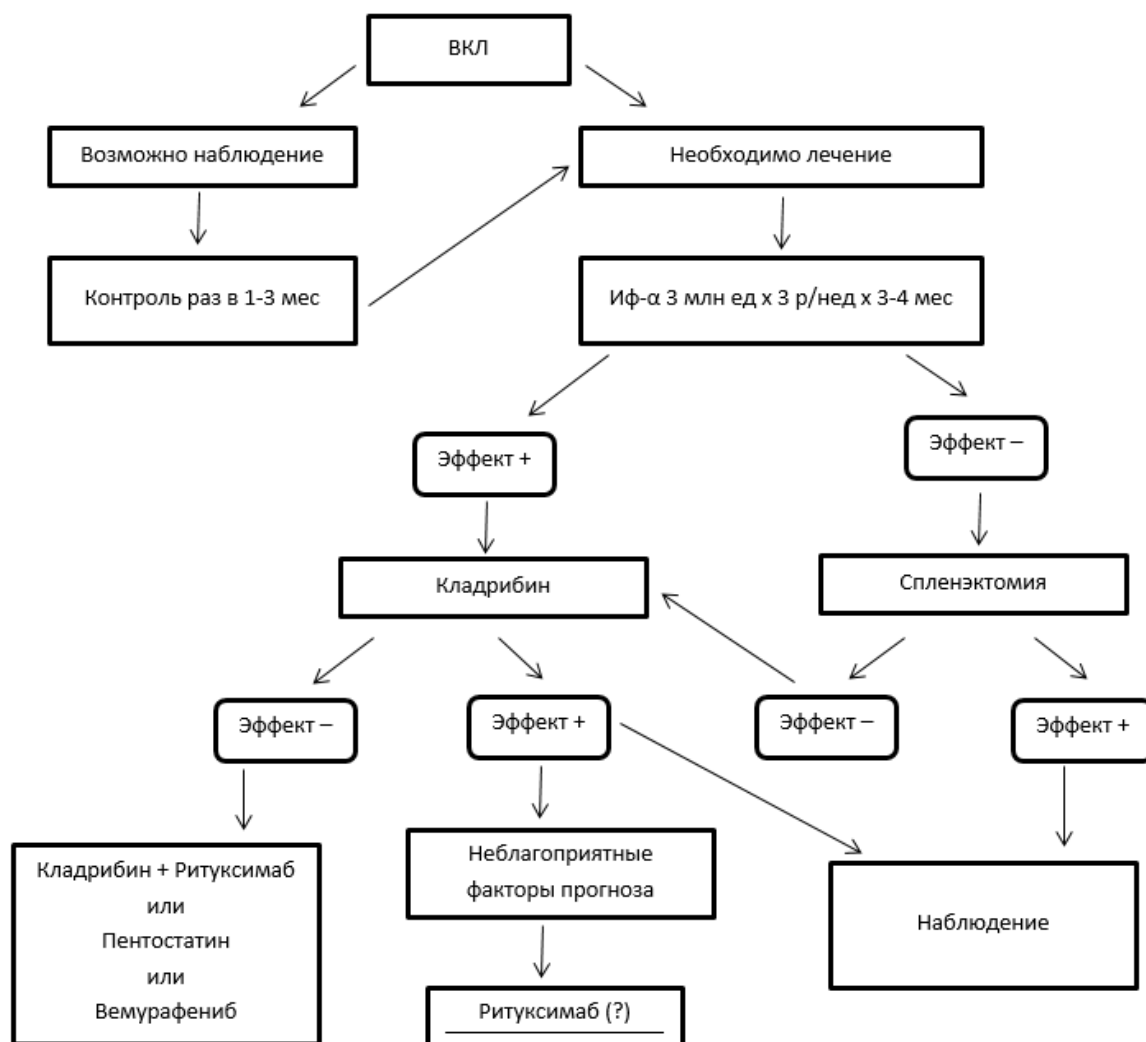 ВКЛ
Возможно наблюдение
Необходимо лечение
Контроль раз в 1-3 мес
Иф-α 3 млн ед х 3 р/нед х 3-4 мес
Эффект +
Эффект –
Кладрибин
Спленэктомия
Эффект –
Эффект +
Эффект –
Эффект +
Кладрибин + Ритуксимаб
или
Пентостатин
или
Вемурафениб
Неблагоприятные
факторы прогноза
Наблюдение
Ритуксимаб (?)